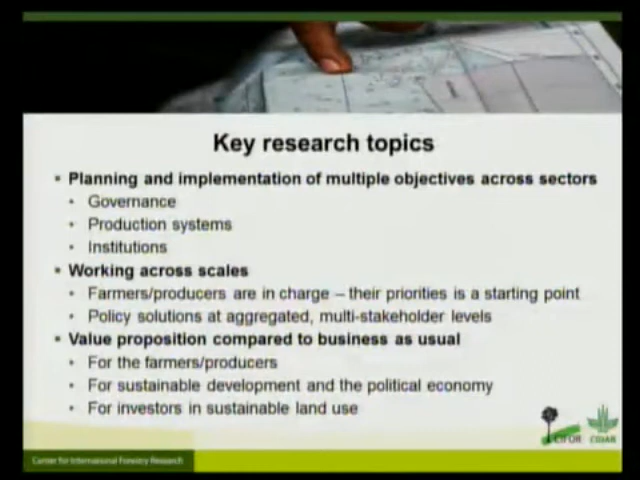 Key research topics
▪ Planning and implementation of multiple objectives across sectors
• Governance
• Production systems
• Institutions
▪ Working across scales
• Farmers/producers are in charge – their priorities is a starting point
• Policy solutions at aggregated, multi-stakeholder levels
▪ Value proposition compared to business as usual
• For the farmers/producers
• For sustainable development and the political economy
• For investors in sustainable land use
CIFOR CGIAR
Center for International Forestry Research